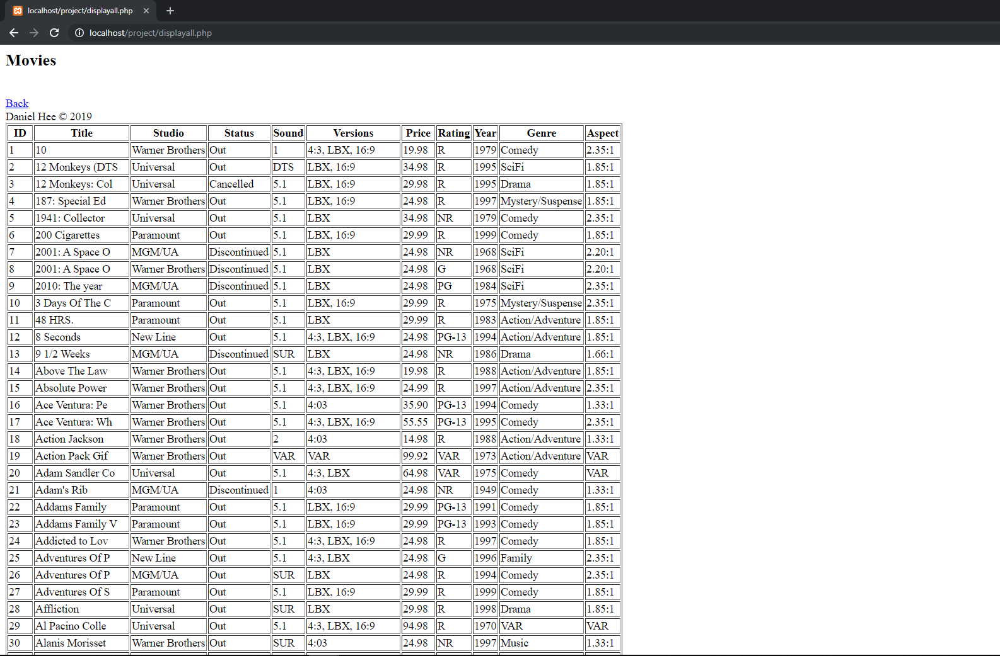 localhost/project/displayall.php
localhost/project/displayall.php
Movies
Back
Daniel Hee © 2019
ID Title Studio Status Sound Versions Price Rating Year Genre Aspect
1 10 Warner Brothers Out 1 4:3, LBX, 16:9 19.98 R 1979 Comedy 2.35:1
2 12 Monkeys (DTS Universal Out DTS LBX, 16:9 34.98 R 1995 SciFi 1.85:1
3 12 Monkeys: Col Universal Cancelled 5.1 LBX, 16:9 29.98 R 1995 Drama 1.85:1
4 187: Special Ed Warner Brothers Out 5.1 LBX, 16:9 24.98 R 1997 Mystery/Suspense 1.85:1
5 1941: Collector Universal Out 5.1 LBX 34.98 NR 1979 Comedy 2.35:1
6 200 Cigarettes Paramount Out 5.1 LBX, 16:9 29.99 R 1999 Comedy 1.85:1
7 2001: A Space O MGM/UA Discontinued 5.1 LBX 24.98 NR 1968 SciFi 2.20:1
8 2001: A Space O Warner Brothers Discontinued 5.1 LBX 24.98 G 1968 SciFi 2.20:1
9 2010: The year MGM/UA Discontinued 5.1 LBX 24.98 PG 1984 SciFi 2.35:1
10 3 Days Of The C Paramount Out 5.1 LBX, 16:9 29.99 R 1975 Mystery/Suspense 2.35:1
11 48 HRS. Paramount Out 5.1 LBX 29.99 R 1983 Action/Adventure 1.85:1
12 8 Seconds New Line Out 5.1 4:3, LBX, 16:9 24.98 PG-13 1994 Action/Adventure 1.85:1
13 9 1/2 Weeks MGM/UA Discontinued SUR LBX 24.98 NR 1986 Drama 1.66:1
14 Above The Law Warner Brothers Out 5.1 4:3, LBX, 16:9 19.98 R 1988 Action/Adventure 1.85:1
15 Absolute Power Warner Brothers Out 5.1 4:3, LBX, 16:9 24.99 R 1997 Action/Adventure 2.35:1
16 Ace Ventura: Pe Warner Brothers Out 5.1 4:03 35.90 PG-13 1994 Comedy 1.33:1
17 Ace Ventura: Wh Warner Brothers Out 5.1 4:3, LBX, 16:9 55.55 PG-13 1995 Comedy 2.35:1
18 Action Jackson Warner Brothers Out 2 4:03 14.98 R 1988 Action/Adventure 1.33:1
19 Action Pack Gif Warner Brothers Out VAR VAR 99.92 VAR 1973 Action/Adventure VAR
20 Adam Sandler Co Universal Out 5.1 4:3, LBX 64.98 VAR 1975 Comedy VAR
21 Adam's Rib MGM/UA Discontinued 1 4:03 24.98 NR 1949 Comedy 1.33:1
22 Addams Family Paramount Out 5.1 LBX, 16:9 29.99 PG-13 1991 Comedy 1.85:1
23 Addams Family V Paramount Out 5.1 LBX, 16:9 29.99 PG-13 1993 Comedy 1.85:1
24 Addicted to Lov Warner Brothers Out 5.1 4:3, LBX, 16:9 24.98 R 1997 Comedy 1.85:1
25 Adventures Of P New Line Out 5.1 4:3, LBX 24.98 G 1996 Family 2.35:1
26 Adventures Of P MGM/UA Out SUR LBX 24.98 R 1994 Comedy 2.35:1
27 Adventures Of S Paramount Out 5.1 LBX, 16:9 29.99 R 1999 Comedy 1.85:1
28 Affliction Universal Out SUR LBX 29.98 R 1998 Drama 1.85:1
29 Al Pacino Colle Universal Out 5.1 4:3, LBX, 16:9 94.98 R 1970 VAR VAR
30 Alanis Morisset Warner Brothers Out SUR 4:03 24.98 NR 1997 Music 1.33:1